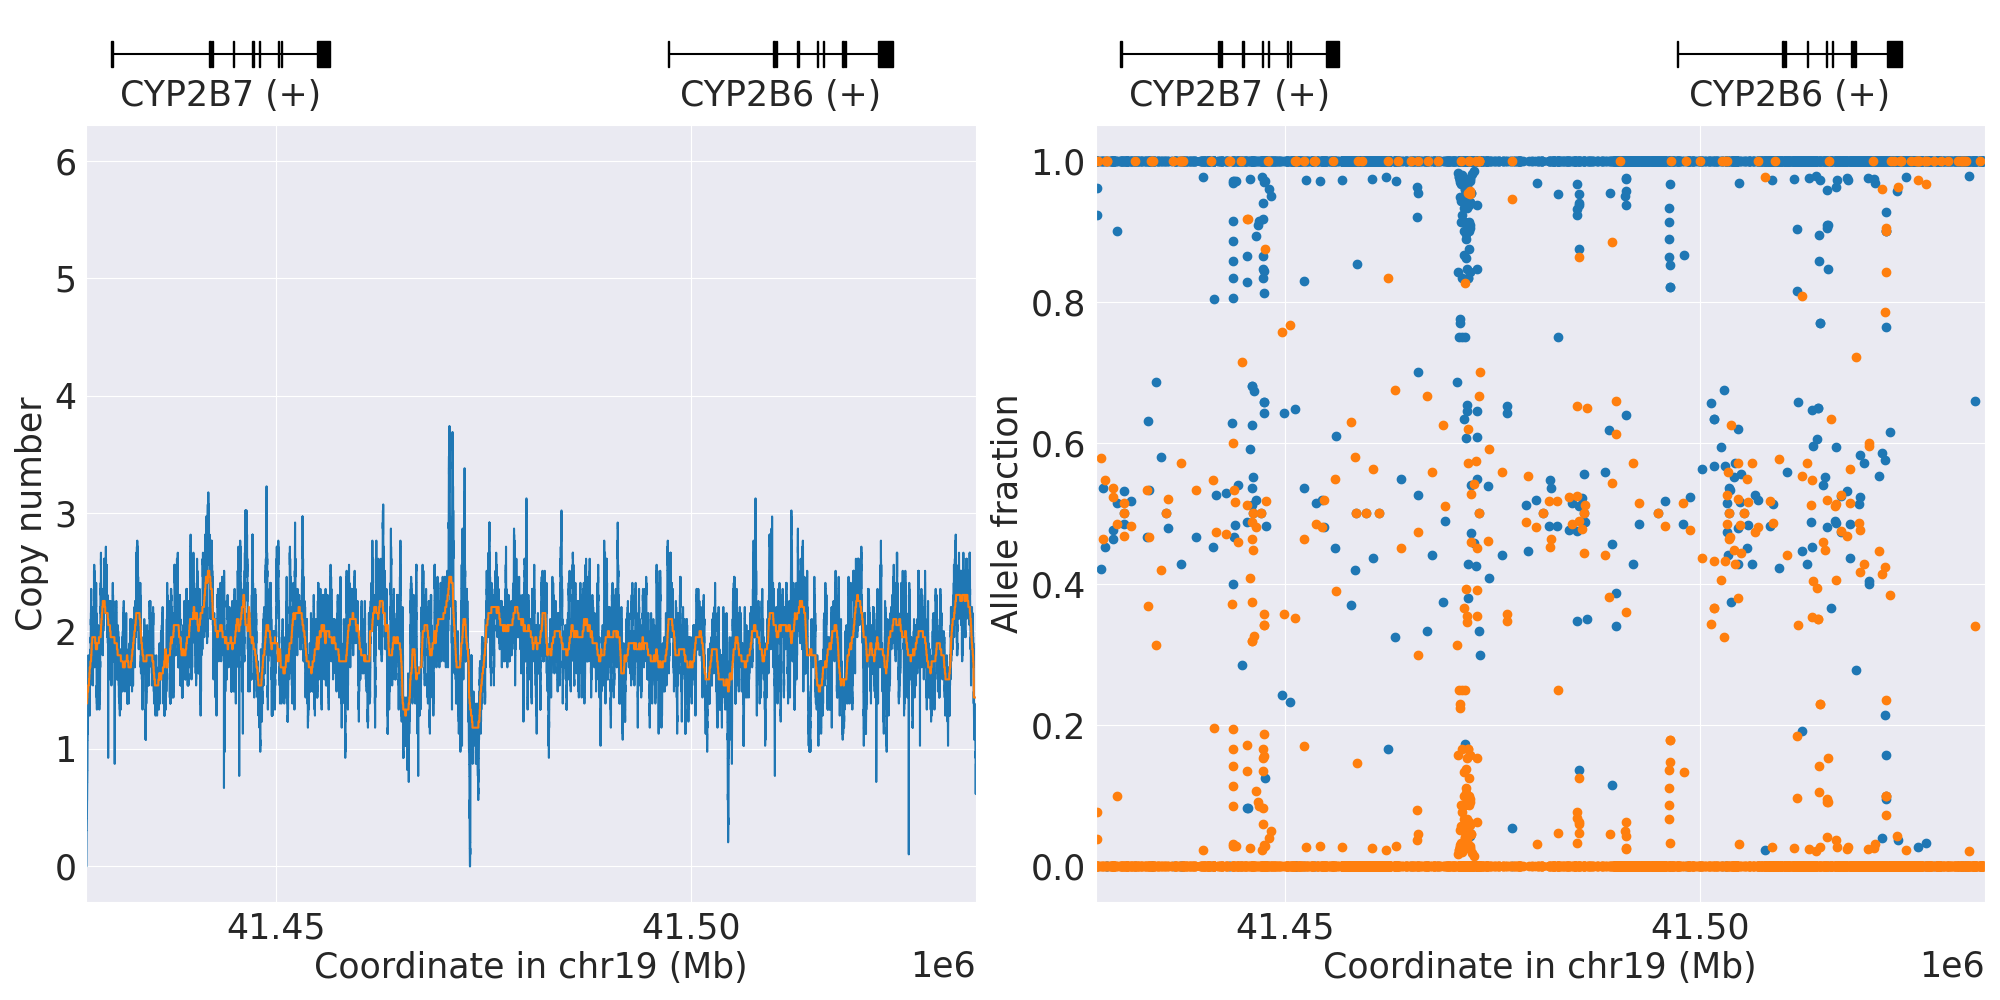 CYP2B7 (+)
CYP2B6 (+)
6
5
4
3
2
1
0
Copy number
41.45
41.50
Coordinate in chr19 (Mb)
1e6
CYP2B7 (+)
CYP2B6 (+)
1.0
0.8
0.6
0.4
0.2
0.0
Allele fraction
41.45
41.50
Coordinate in chr19 (Mb)
1e6